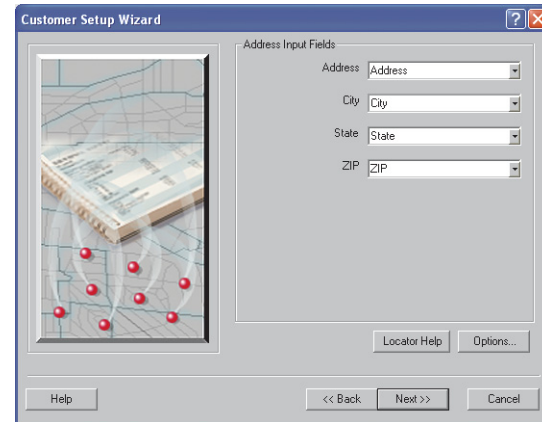 Customer Setup Wizard
Address Input Fields
Address Address
City City
State State
ZIP ZIP
Locator Help Options...
Help << Back Next >> Cancel